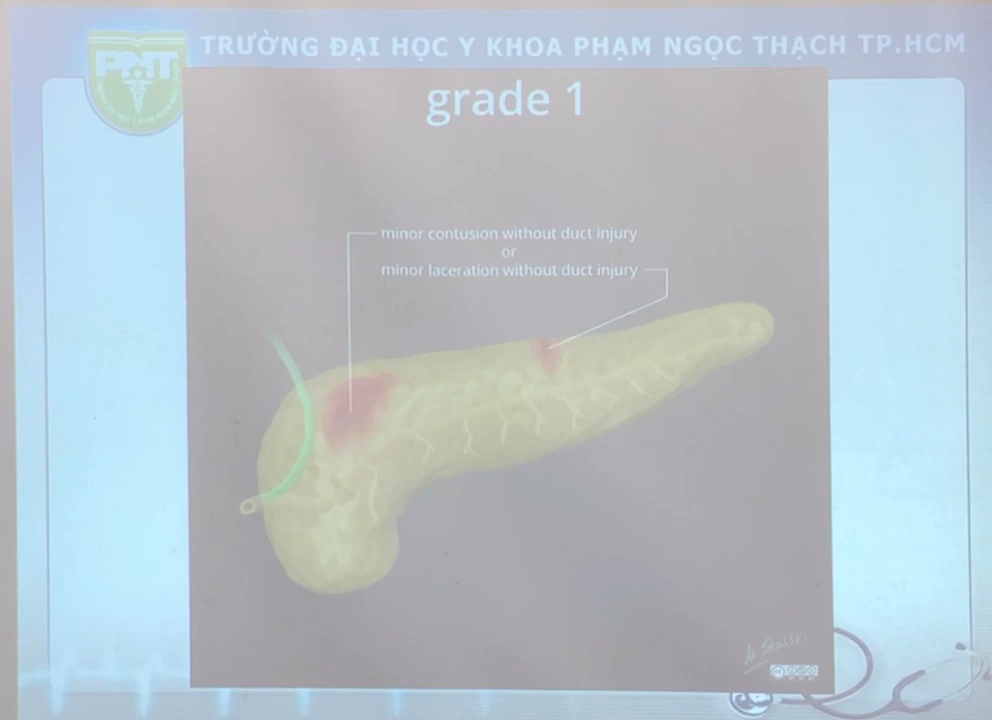 TRƯỜNG ĐẠI HỌC Y KHOA PHẠM NGỌC THẠCH TP.HCM
PNT
grade 1
minor contusion without duct injury
or
minor laceration without duct injury